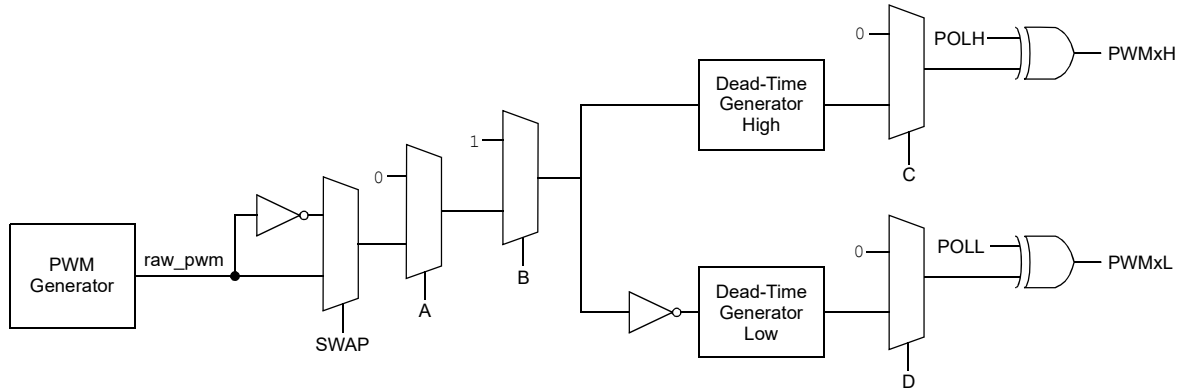 0
POLH
PWMxH
Dead-Time
Generator
High
1
C
0
PWM
Generator
raw_pwm
B
A
SWAP
0
POLL
PWMxL
Dead-Time
Generator
Low
D